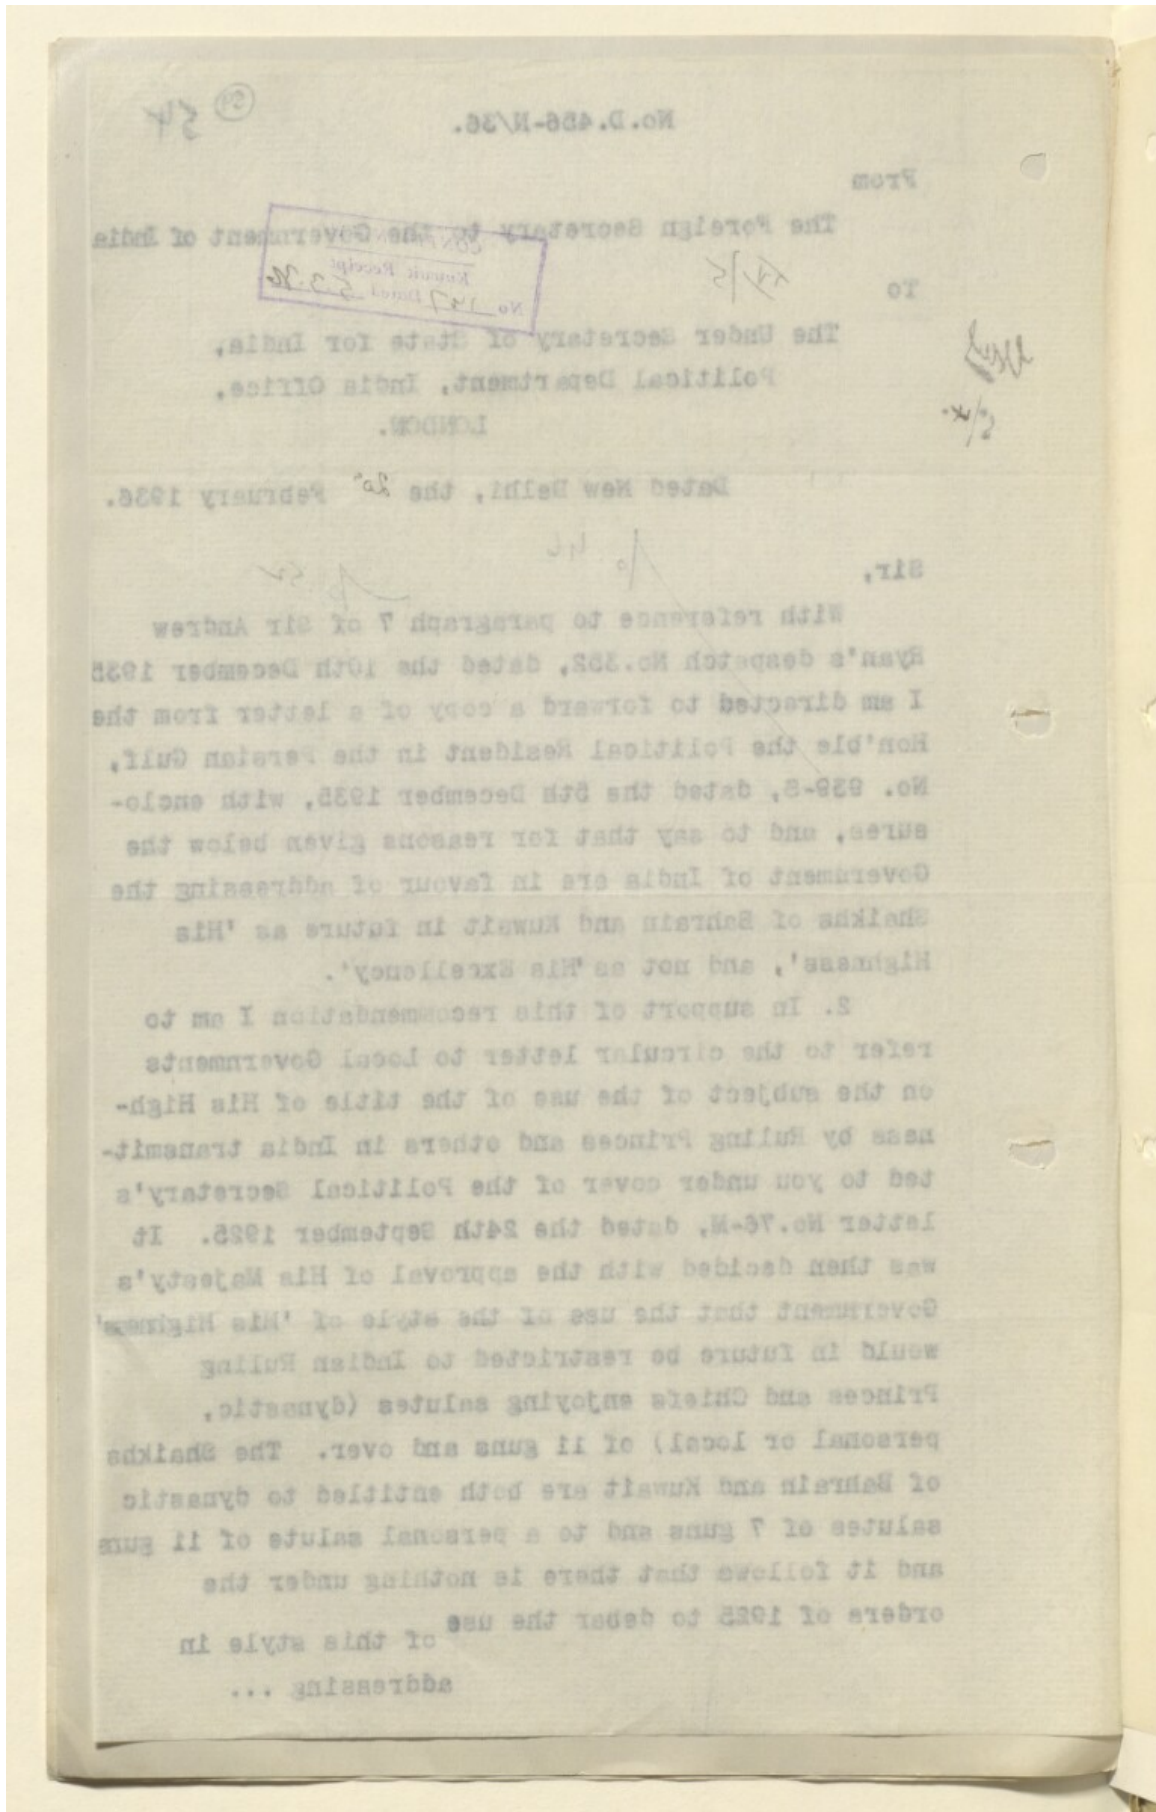 54
No.D.456-N/36.
From
The Foreign Secretary to the Government of India
CONFIDENTIAL
Kuwait Receipt
No 147 Dated 5.3.36
To
The Under Secretary of State for India,
Political Department, India Office,
LONDON.
Dated New Delhi, the 20 February 1936.
Sir,
With reference to paragraph 7 of Sir Andrew
Ryan's despatch No.352, dated the 10th December 1935
I am directed to forward a copy of a letter from the
Hon'ble the Political Resident in the Persian Gulf,
No. 939-S, dated the 5th December 1935, with enclo-
sures, and to say that for reasons given below the
Government of India are in favour of addressing the
Shaikhs of Bahrain and Kuwait in future as 'His
Highness', and not as 'His Excellency'.
2. In support of this recommendation I am to
refer to the circular letter to Local Governments
on the subject of the use of the title of His High-
ness by Ruling Princes and others in India transmit-
ted to you under cover of the Political Secretary's
letter No.76-M, dated the 24th September 1925. It
was then decided with the approval of His Majesty's
Government that the use of the style of 'His Highness'
would in future be restricted to Indian Ruling
Princes and Chiefs enjoying salutes (dynastic,
personal or local) of 11 guns and over. The Shaikhs
of Bahrain and Kuwait are both entitled to dynastic
salutes of 7 guns and to a personal salute of 11 guns
and it follows that there is nothing under the
orders of 1925 to debar the use
of this style in
addressing ...